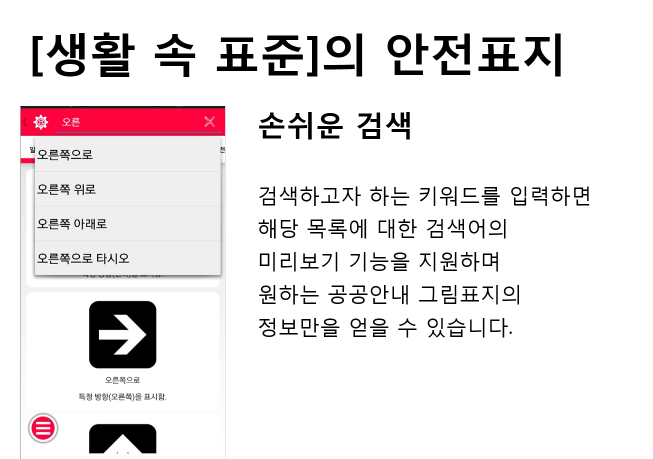 [생활 속 표준]의 안전표지
손쉬운 검색
검색하고자 하는 키워드를 입력하면
해당 목록에 대한 검색어의
미리보기 기능을 지원하며
원하는 공공안내 그림표지의
정보만을 얻을 수 있습니다.
오른
오른쪽으로
오른쪽 위로
오른쪽 아래로
오른쪽으로 타시오
오른쪽으로
특정 방향(오른쪽)을 표시함.